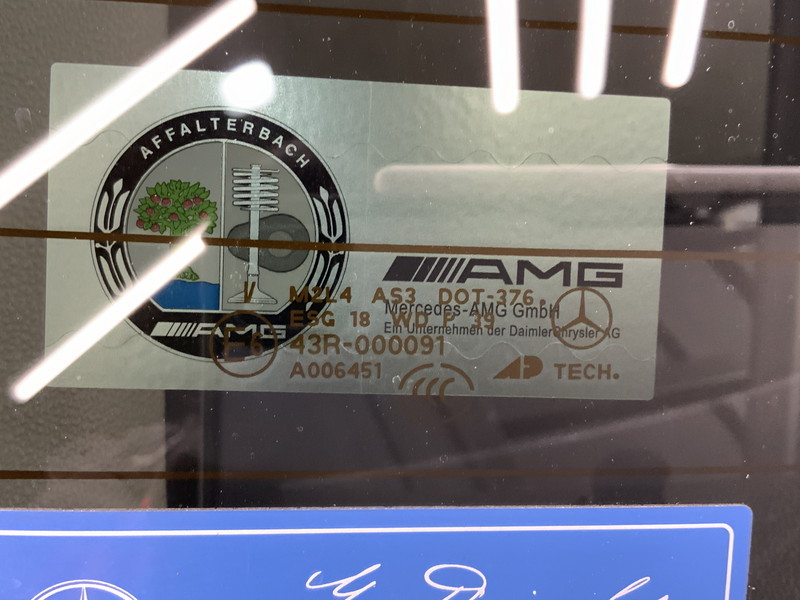 AFFALTERBACH
AMG
AMG
M2L4 AS3 DOT-376.
Mercedes-AMG GmbH
ESG 18
Ein Unternehmen der DaimlerChrysler AG
43R-000091
A006451
TECH.